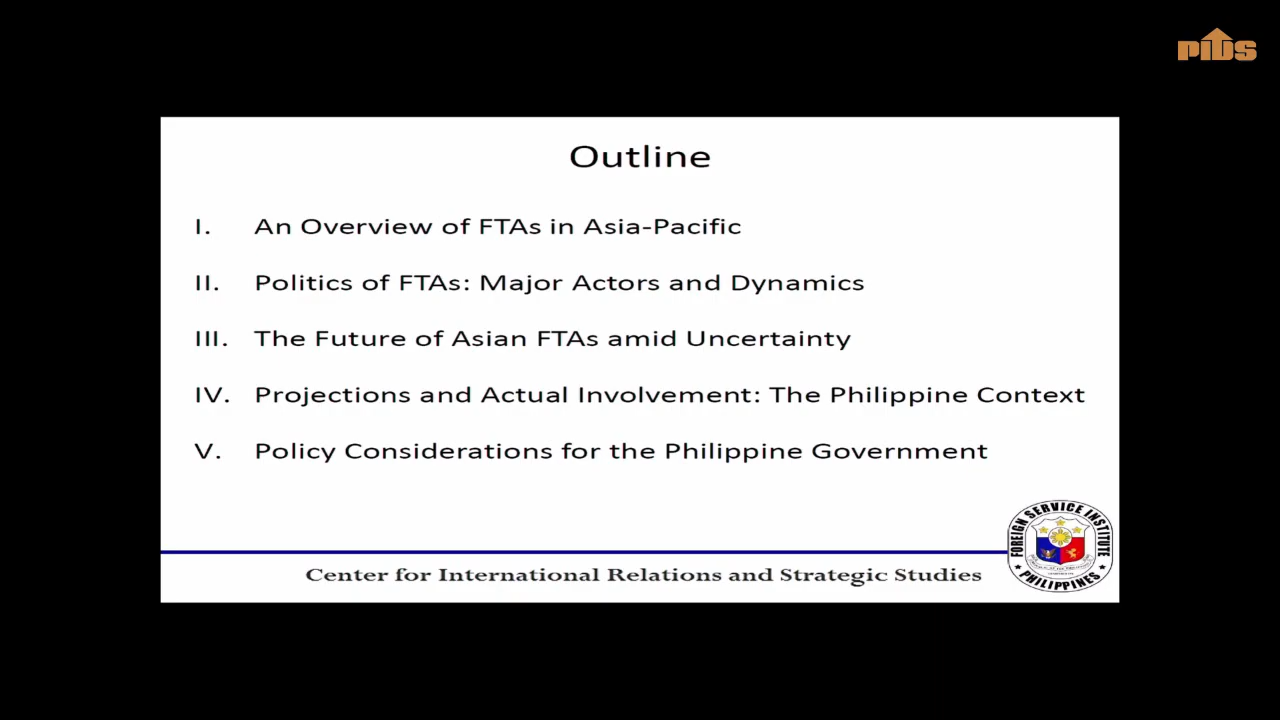 PIDS
Outline
I. An Overview of FTAs in Asia-Pacific
II. Politics of FTAs: Major Actors and Dynamics
III. The Future of Asian FTAs amid Uncertainty
IV. Projections and Actual Involvement: The Philippine Context
V. Policy Considerations for the Philippine Government
FOREIGN SERVICE INSTITUTE
PHILIPPINES
Center for International Relations and Strategic Studies